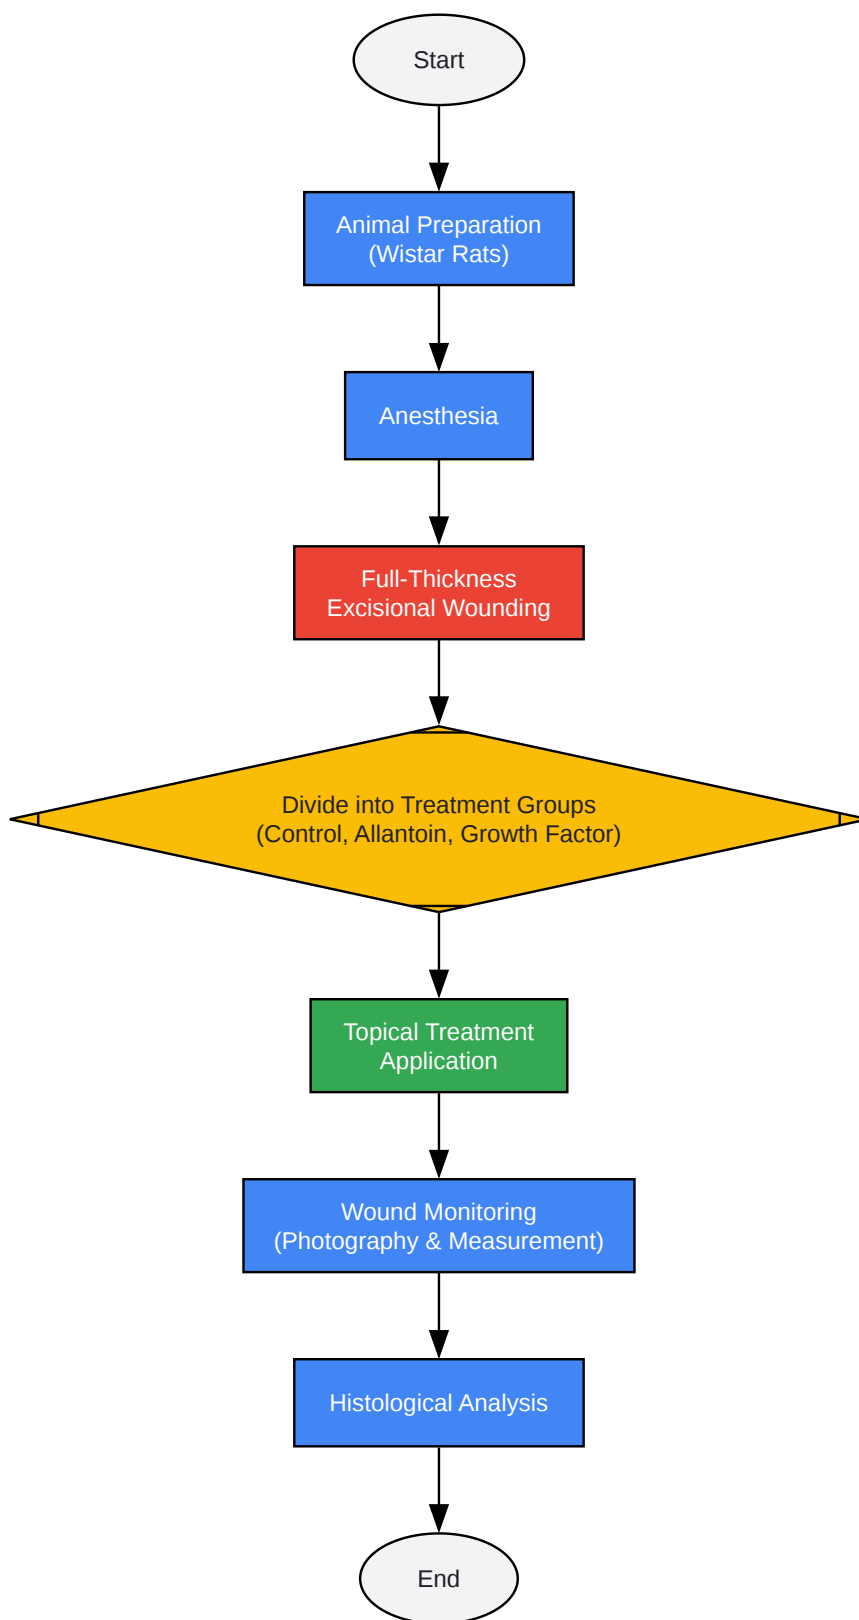 Start
Animal Preparation
(Wistar Rats)
Anesthesia
Full-Thickness
Excisional Wounding
Divide into Treatment Groups
(Control, Allantoin, Growth Factor)
Topical Treatment
Application
Wound Monitoring
(Photography & Measurement)
Histological Analysis
End